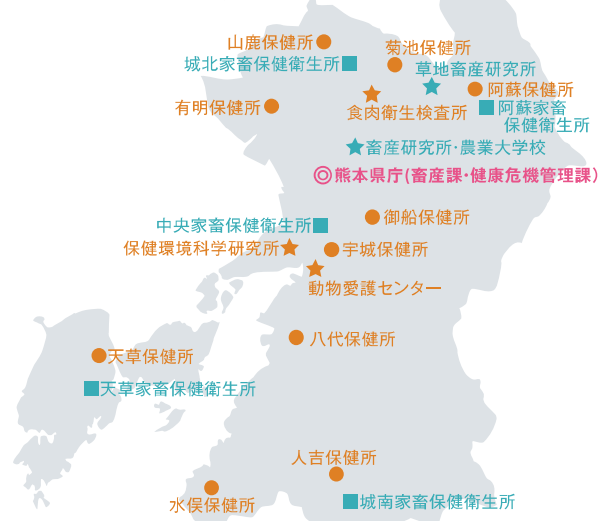 山鹿保健所
菊池保健所
城北家畜保健衛生所
草地畜産研究所
阿蘇保健所
有明保健所
食肉衛生検査所
阿蘇家畜
保健衛生所
畜産研究所・農業大学校
熊本県庁(畜産課・健康危機管理課)
御船保健所
中央家畜保健衛生所
保健環境科学研究所
宇城保健所
動物愛護センター
八代保健所
天草保健所
天草家畜保健衛生所
人吉保健所
水俣保健所
城南家畜保健衛生所